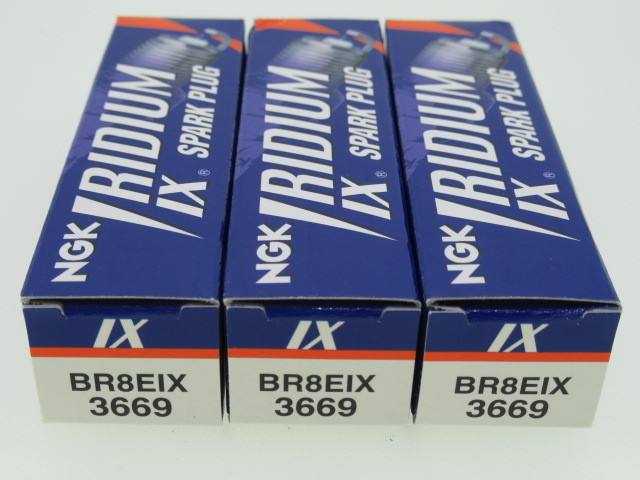 NGK IRIDIUM IX® SPARK PLUG
IX
BR8EIX
3669
NGK IRIDIUM IX® SPARK PLUG
IX
BR8EIX
3669
NGK IRIDIUM IX® SPARK PLUG
IX
BR8EIX
3669